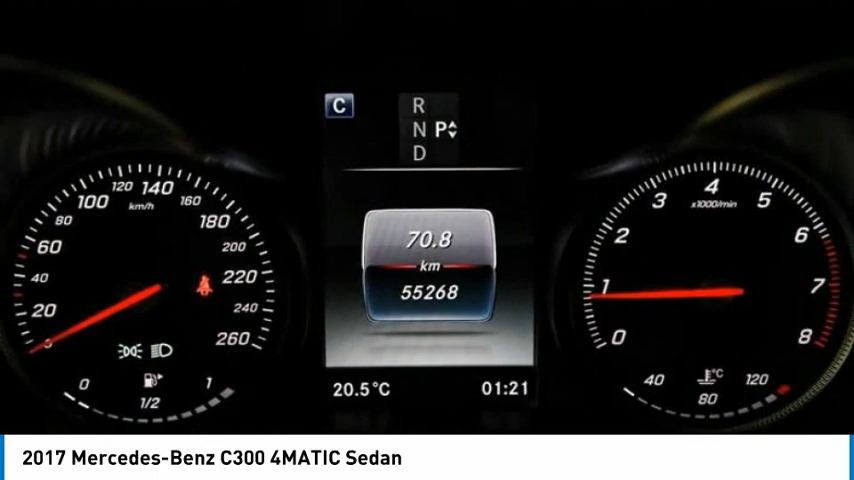 C
R
N P
D
0 20 40 60 80 100 120 140 160 180 200 220 240 260
km/h
0 1/2 1
70.8
km
55268
20.5°C 01:21
0 1 2 3 4 5 6 7 8
x1000/min
40 80 120
°C
2017 Mercedes-Benz C300 4MATIC Sedan